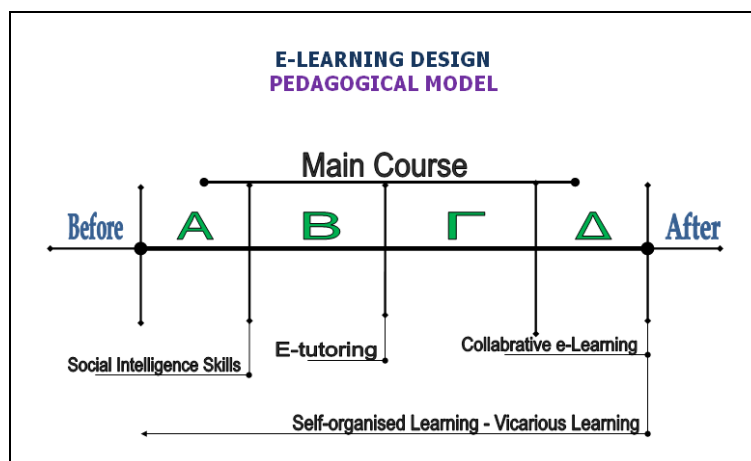 E-LEARNING DESIGN
PEDAGOGICAL MODEL
Main Course
Before Α Β Γ Δ After
Social Intelligence Skills
E-tutoring
Collabrative e-Learning
Self-organised Learning - Vicarious Learning